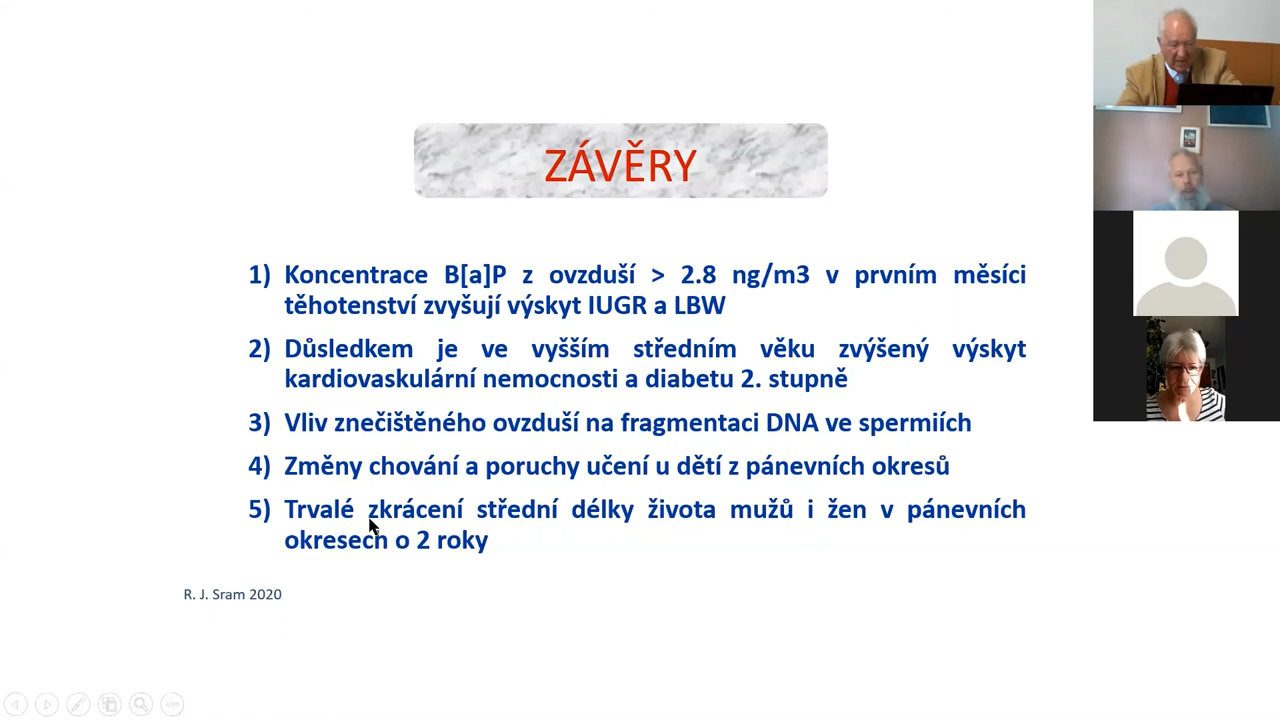 ZÁVĚRY
1) Koncentrace B[a]P z ovzduší > 2.8 ng/m3 v prvním měsíci
těhotenství zvyšují výskyt IUGR a LBW
2) Důsledkem je ve vyšším středním věku zvýšený výskyt
kardiovaskulární nemocnosti a diabetu 2. stupně
3) Vliv znečištěného ovzduší na fragmentaci DNA ve spermiích
4) Změny chování a poruchy učení u dětí z pánevních okresů
5) Trvalé zkrácení střední délky života mužů i žen v pánevních
okresech o 2 roky
R. J. Sram 2020